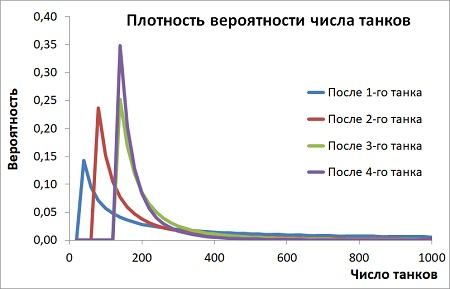 Плотность вероятности числа танков
0,40
0,35
0,30
0,25
0,20
0,15
0,10
0,05
0,00
Вероятность
После 1-го танка
После 2-го танка
После 3-го танка
После 4-го танка
0 200 400 600 800 1000
Число танков